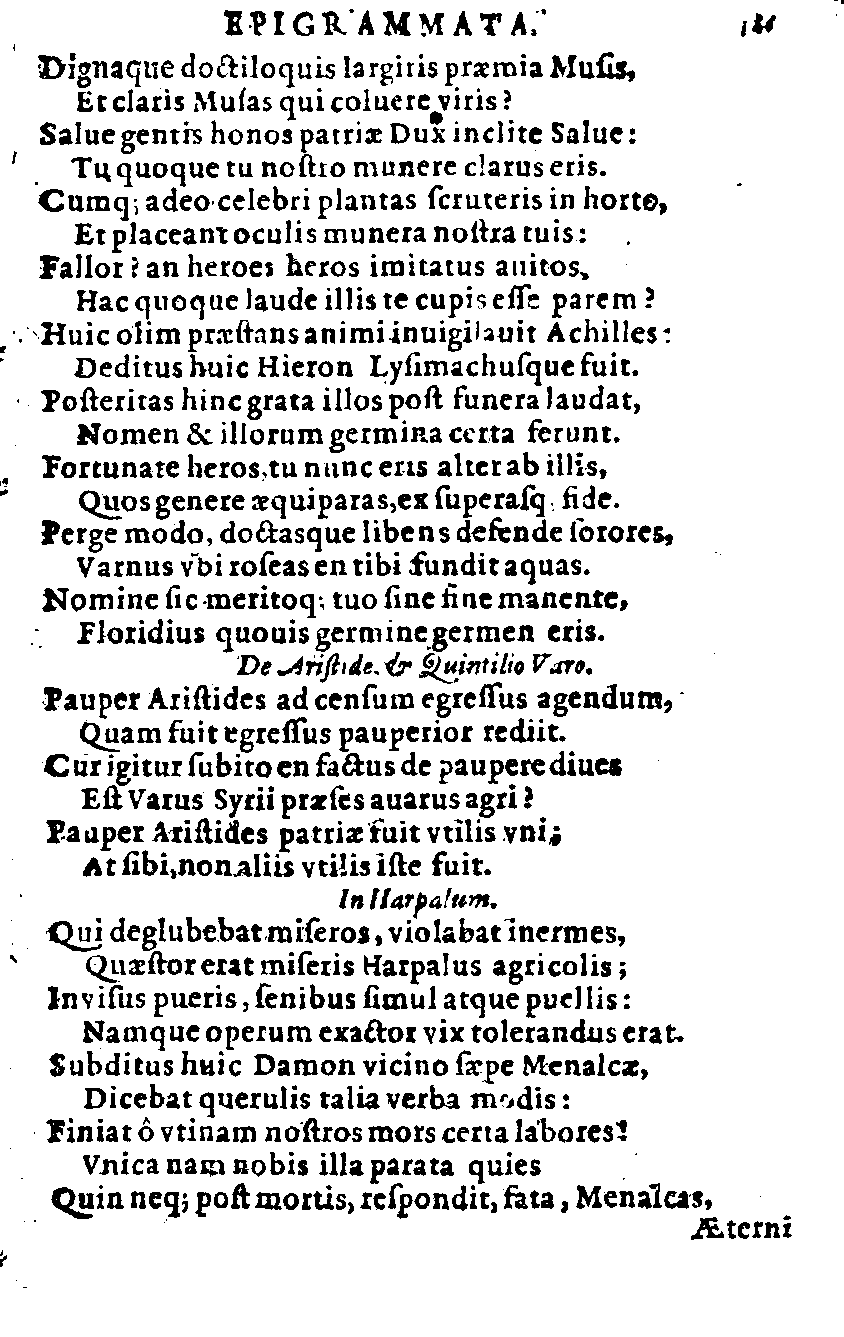 EPIGRAMMATA.
Dignaque doctiloquis largiris præmia Muſis,
Et claris Muſas qui coluere viris?
Salue gentis honos patriæ Dux inclite Salue:
Tu quoque tu noſtro munere clarus eris.
Cumq; adeo celebri plantas ſcruteris in horto,
Et placeant oculis munera noſtra tuis:
Fallor? an heroes heros imitatus auitos,
Hac quoque laude illis te cupis eſſe parem?
Huic olim præſtans animi inuigilauit Achilles:
Deditus huic Hieron Lyſimachuſque fuit.
Poſteritas hinc grata illos poſt funera laudat,
Nomen & illorum germina certa ferunt.
Fortunate heros, tu nunc eris alter ab illis,
Quos genere æquiparas, ex ſuperaſq; fide.
Perge modo, doctasque libens defende ſorores,
Varnus vbi roſeas en tibi fundit aquas.
Nomine ſic meritoq; tuo ſine fine manente,
Floridius quouis germine germen eris.
De Ariſtide. & Quintilio Varo.
Pauper Ariſtides ad cenſum egreſſus agendum,
Quam fuit egreſſus pauperior rediit.
Cur igitur ſubito en factus de paupere diues
Eſt Varus Syrii præſes auarus agri?
Pauper Ariſtides patriæ fuit vtilis vni;
At ſibi, non aliis vtilis iſte fuit.
In Harpalum.
Qui deglubebat miſeros, violabat inermes,
Quæſtor erat miſeris Harpalus agricolis;
Inviſus pueris, ſenibus ſimul atque puellis:
Namque operum exactor vix tolerandus erat.
Subditus huic Damon vicino ſæpe Menalcæ,
Dicebat querulis talia verba modis:
Finiat ô vtinam noſtros mors certa labores!
Vnica nam nobis illa parata quies
Quin neq; poſt mortis, reſpondit, fata, Menalcas,
Æterni